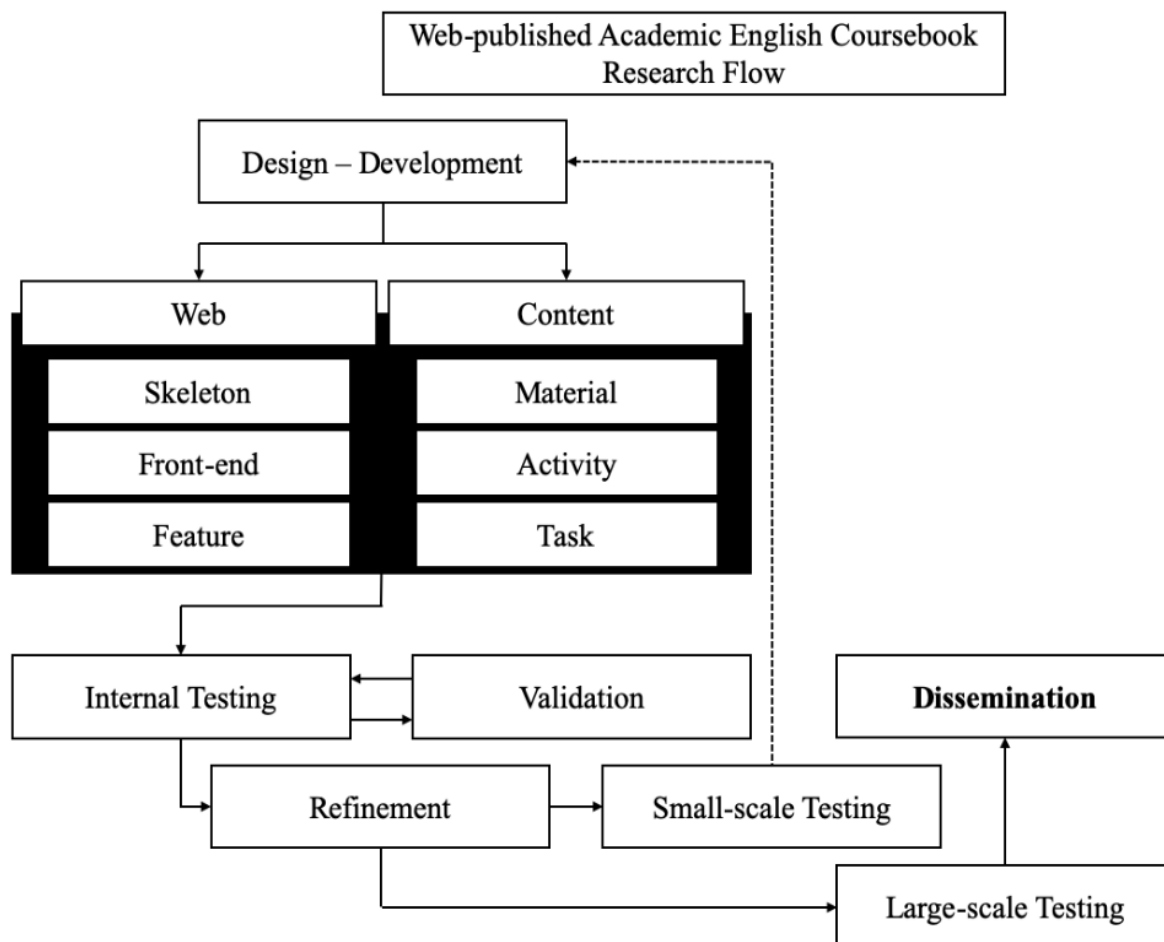 Web-published Academic English Coursebook
Research Flow
Design – Development
Web
Content
Skeleton
Material
Front-end
Activity
Feature
Task
Internal Testing
Validation
Dissemination
Refinement
Small-scale Testing
Large-scale Testing